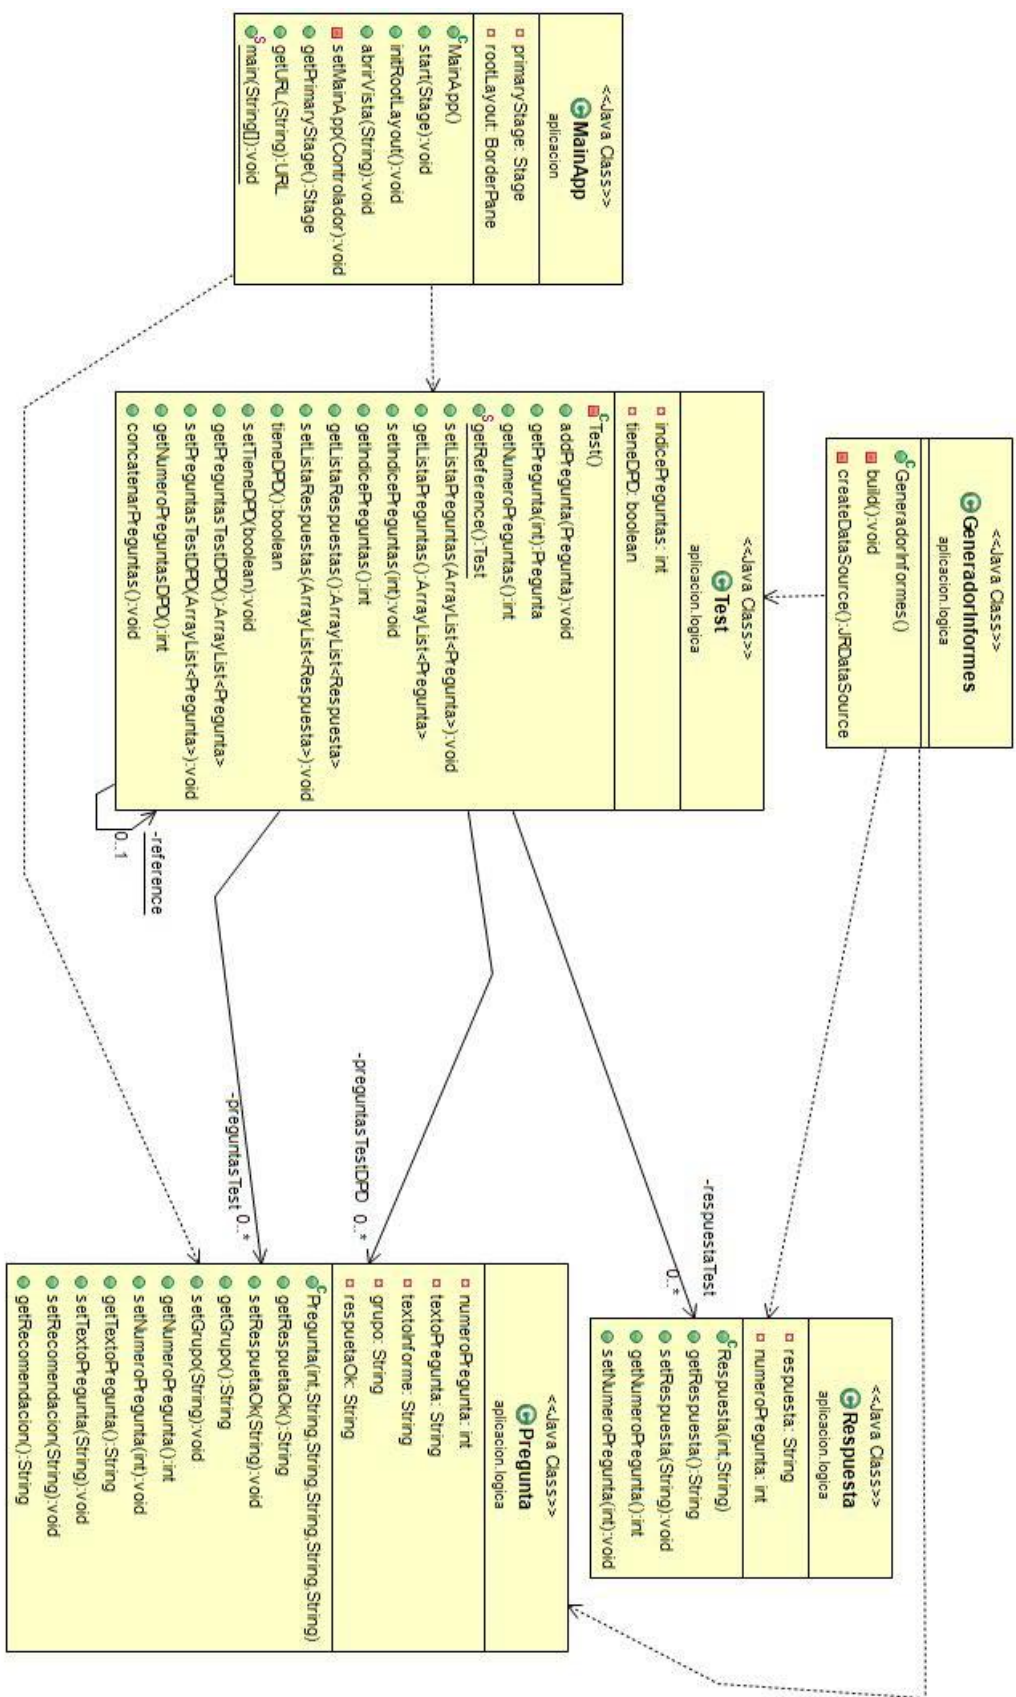 <<Java Class>>
MainApp
aplicacion
primaryStage: Stage
rootLayout: BorderPane
MainApp()
start(Stage):void
initRootLayout():void
abrirVista(String):void
setMainApp(Controlador):void
getPrimaryStage():Stage
getURL(String):URL
main(String[]):void
<<Java Class>>
GeneradorInformes
aplicacion.logica
GeneradorInformes()
build():void
createDataSource():JRDataSource
<<Java Class>>
Test
aplicacion.logica
indicePreguntas: int
tieneDPD: boolean
Test()
addPregunta(Pregunta):void
getPregunta(int):Pregunta
getNumeroPreguntas():int
getReference():Test
setListaPreguntas(ArrayList<Pregunta>):void
getListaPreguntas():ArrayList<Pregunta>
setIndicePreguntas(int):void
getIndicePreguntas():int
getListaRespuestas():ArrayList<Respuesta>
setListaRespuestas(ArrayList<Respuesta>):void
tieneDPD():boolean
setTieneDPD(boolean):void
getPreguntasTestDPD():ArrayList<Pregunta>
setPreguntasTestDPD(ArrayList<Pregunta>):void
getNumeroPreguntasDPD():int
concatenarPreguntas():void
-reference
0..1
-respuestaTest
0..*
-preguntasTestDPD 0..*
-preguntasTest 0..*
<<Java Class>>
Respuesta
aplicacion.logica
respuesta: String
numeroPregunta: int
Respuesta(int,String)
getRespuesta():String
setRespuesta(String):void
getNumeroPregunta():int
setNumeroPregunta(int):void
<<Java Class>>
Pregunta
aplicacion.logica
numeroPregunta: int
textoPregunta: String
textoInforme: String
grupo: String
respuetaOk: String
Pregunta(int,String,String,String,String,String)
getRespuetaOk():String
setRespuetaOk(String):void
getGrupo():String
setGrupo(String):void
getNumeroPregunta():int
setNumeroPregunta(int):void
getTextoPregunta():String
setTextoPregunta(String):void
setRecomendacion(String):void
getRecomendacion():String